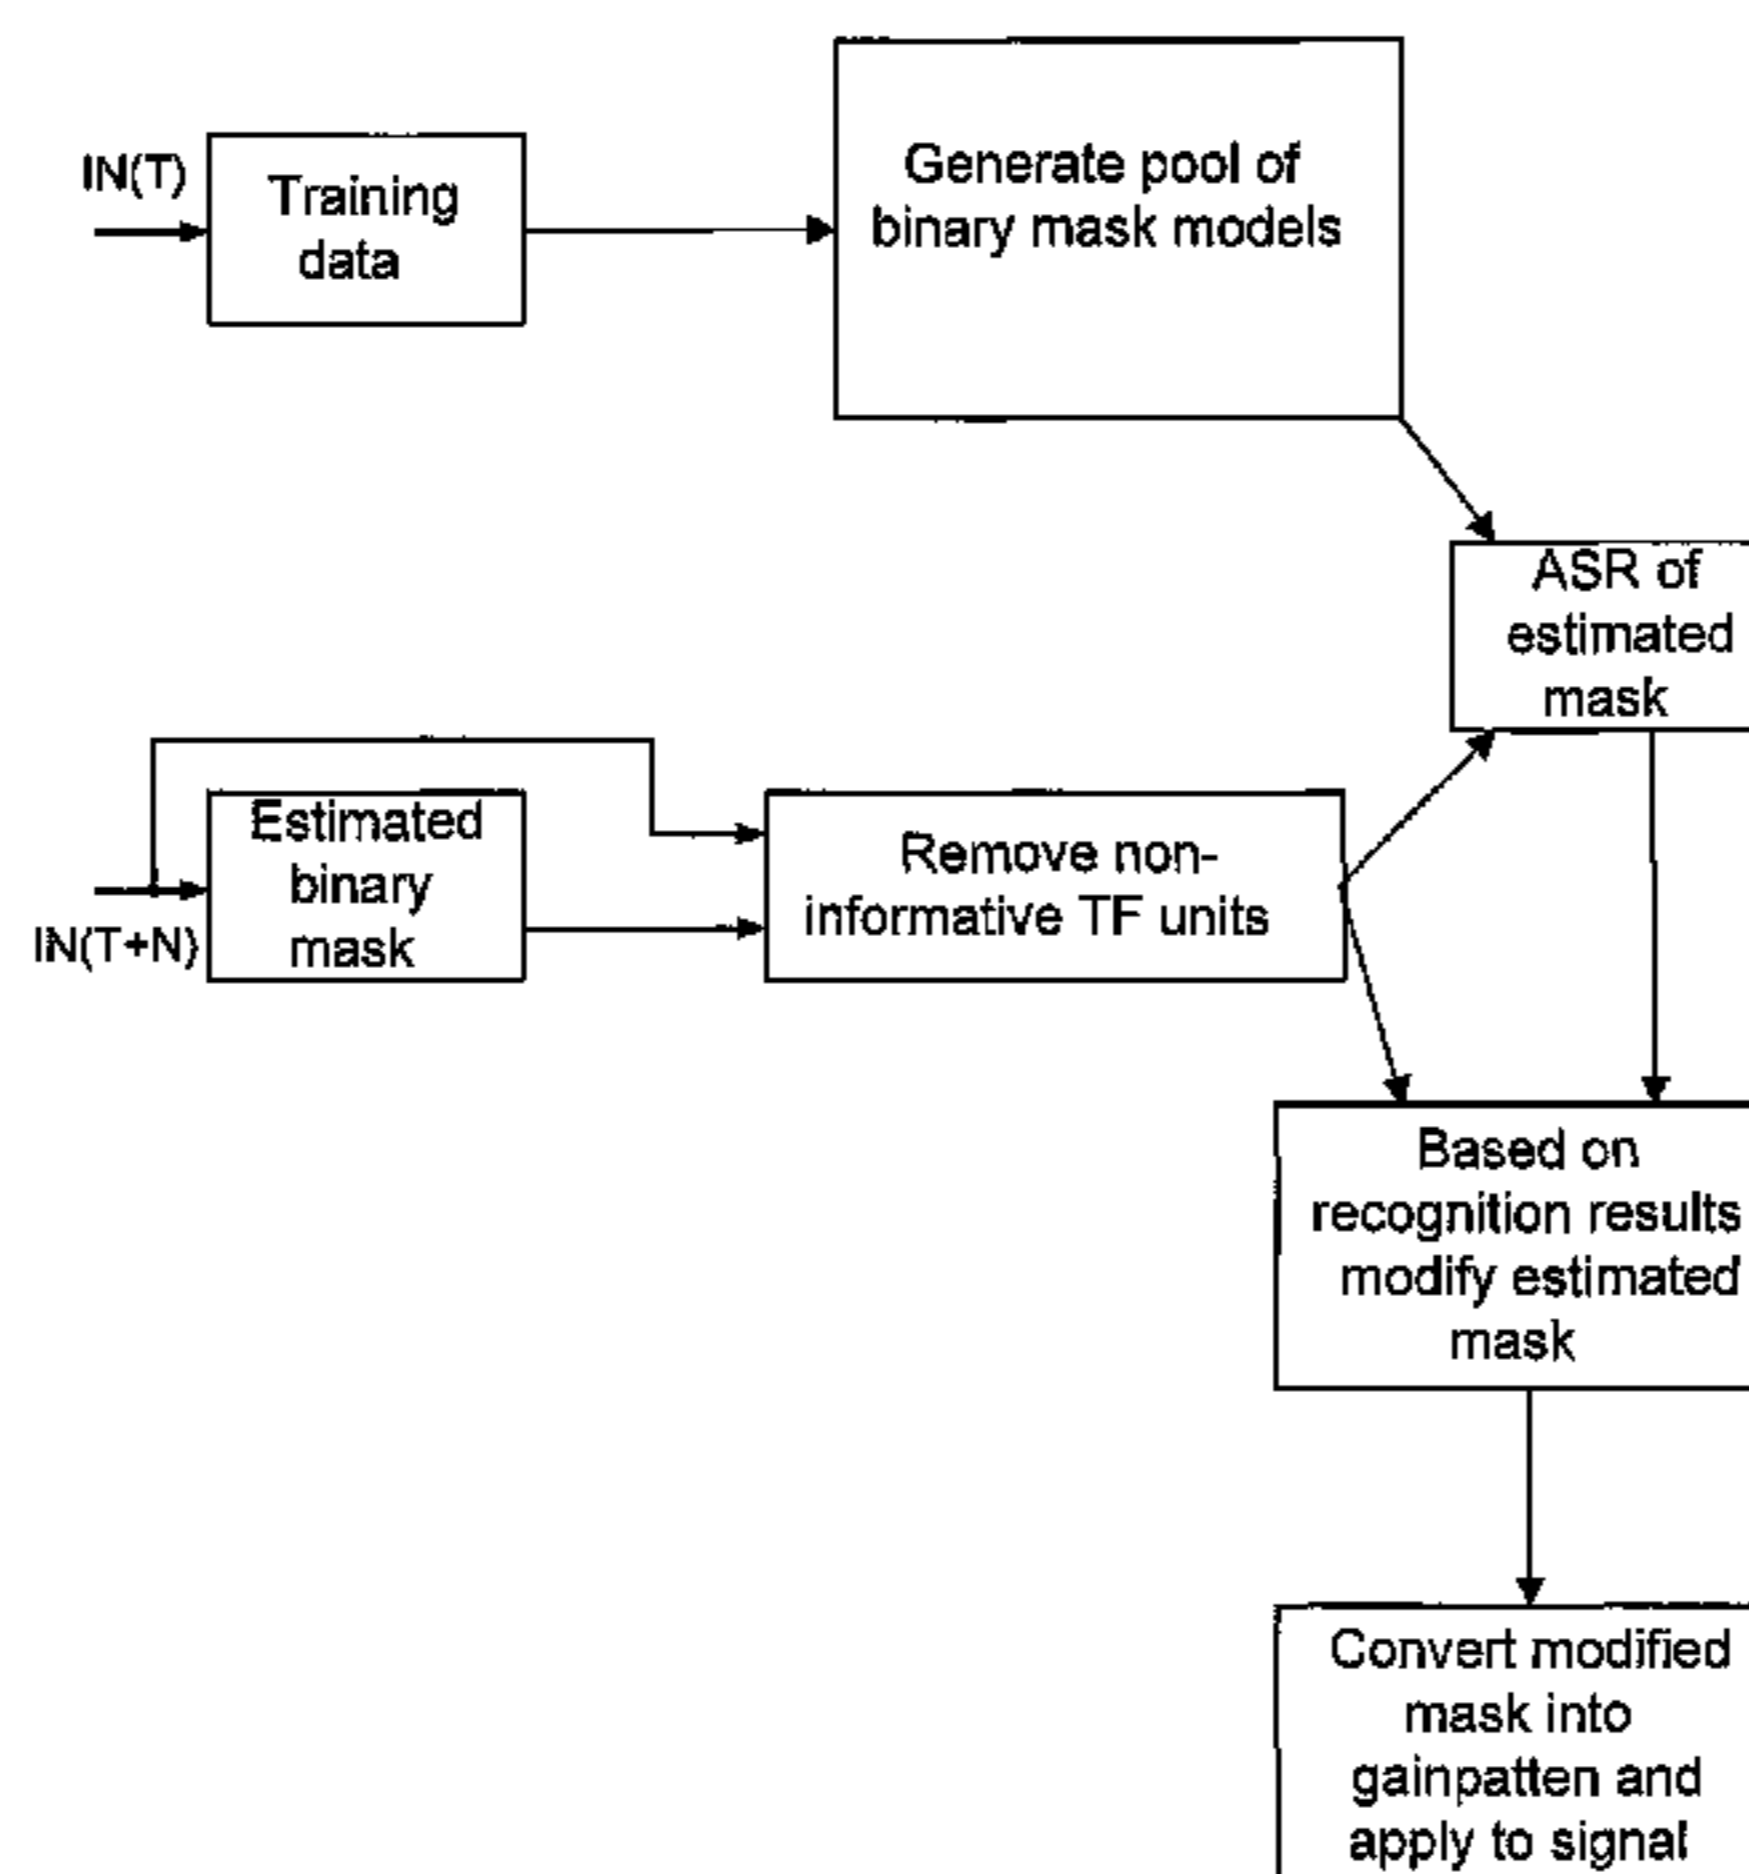 IN(T)
Training
data
Generate pool of
binary mask models
ASR of
estimated
mask
IN(T+N)
Estimated
binary
mask
Remove non-
informative TF units
Based on
recognition results
modify estimated
mask
Convert modified
mask into
gainpatten and
apply to signal